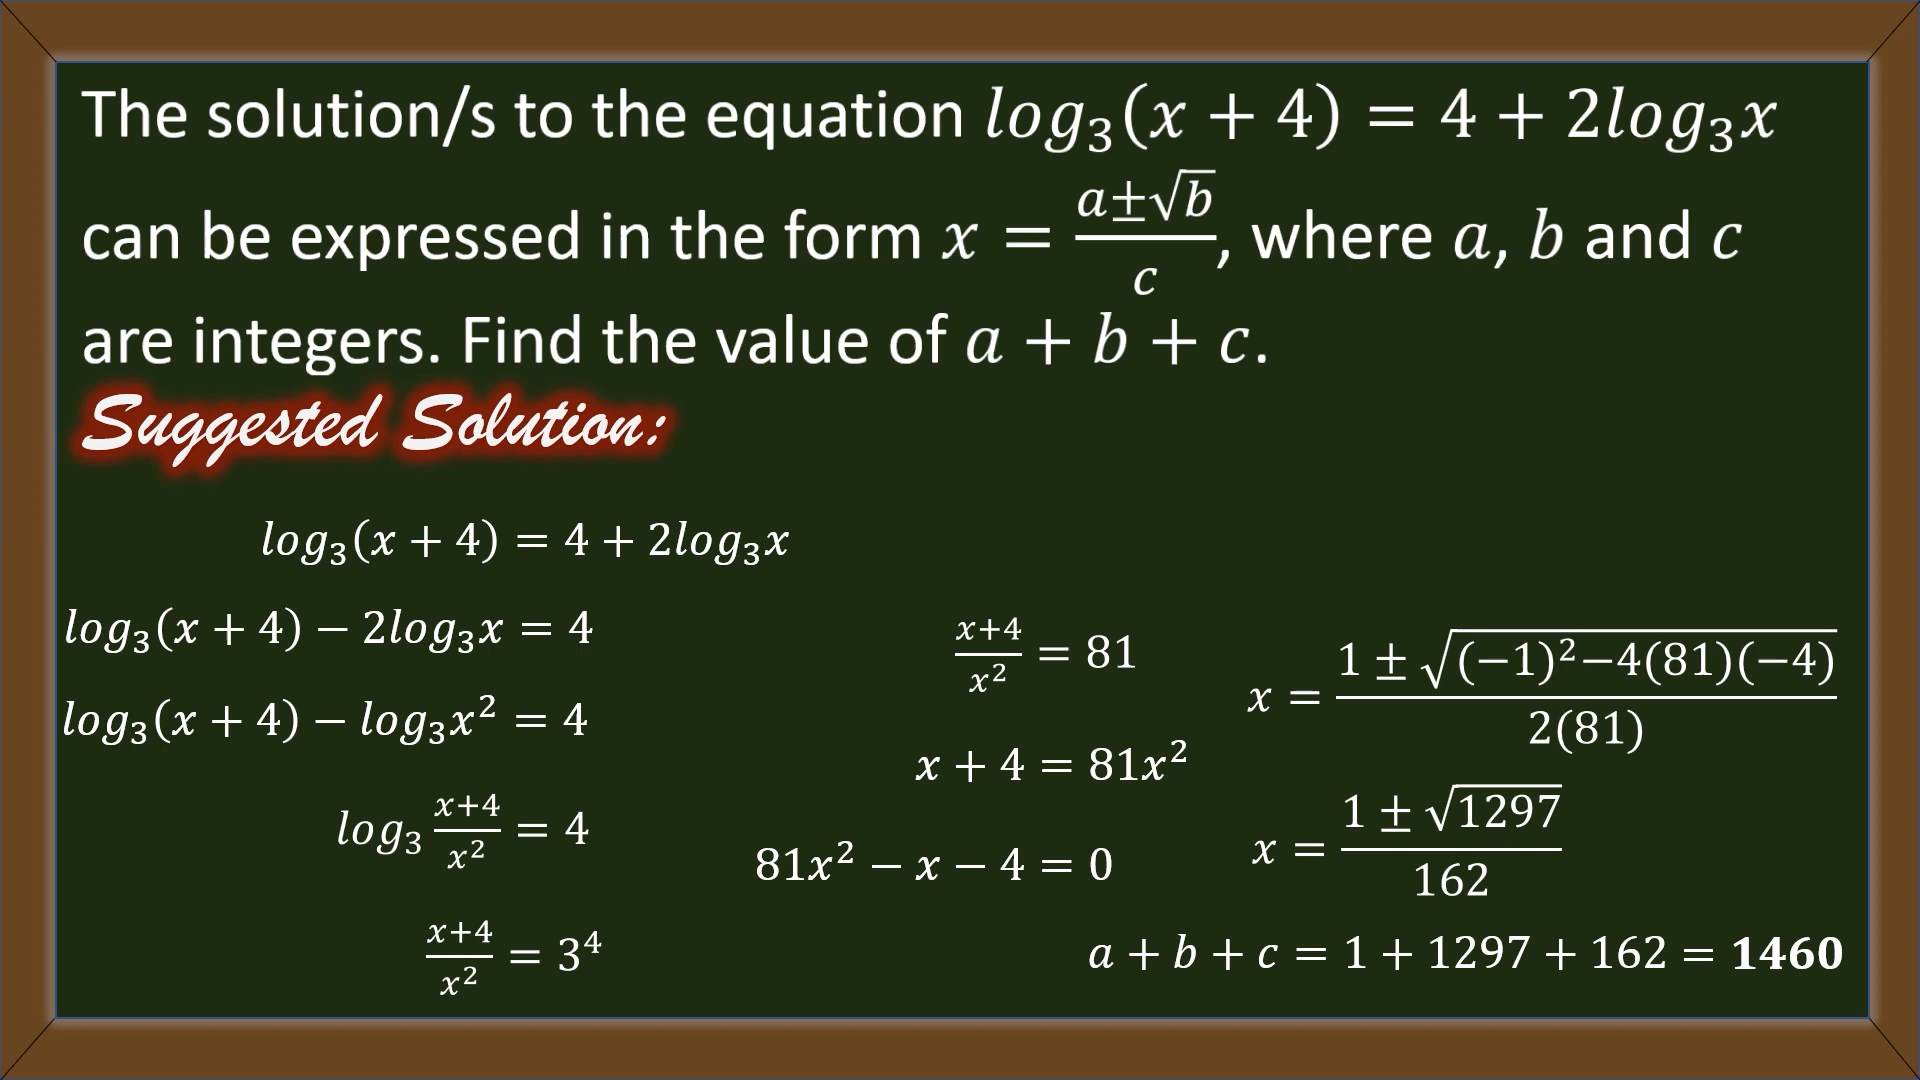 The solution/s to the equation log₃(x + 4) = 4 + 2log₃x
can be expressed in the form x = (a±√b)/c, where a, b and c
are integers. Find the value of a + b + c.
Suggested Solution:
log₃(x + 4) = 4 + 2log₃x
log₃(x + 4) − 2log₃x = 4
log₃(x + 4) − log₃x² = 4
log₃ (x+4)/x² = 4
(x+4)/x² = 3⁴
(x+4)/x² = 81
x + 4 = 81x²
81x² − x − 4 = 0
x = (1 ± √((−1)²−4(81)(−4)))/(2(81))
x = (1 ± √1297)/162
a + b + c = 1 + 1297 + 162 = 1460